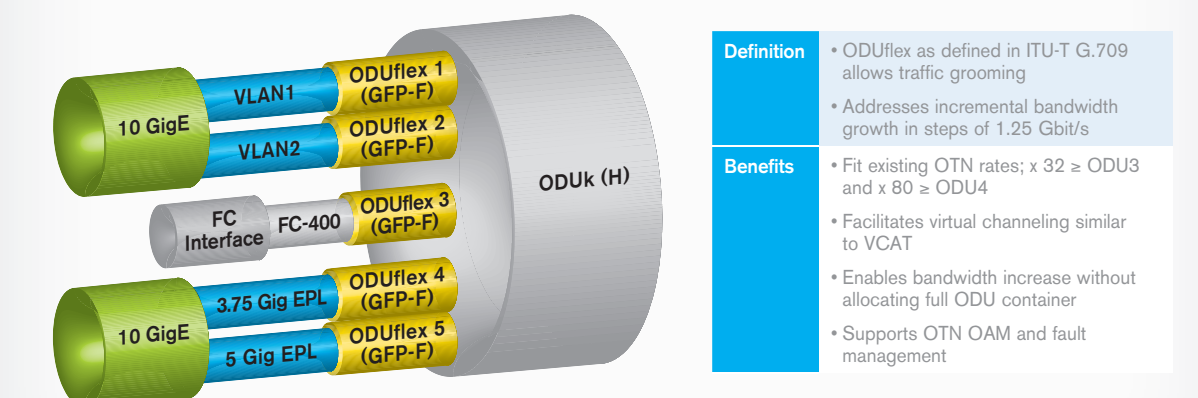 10 GigE
VLAN1
ODUflex 1
(GFP-F)
VLAN2
ODUflex 2
(GFP-F)
FC
Interface
FC-400
ODUflex 3
(GFP-F)
10 GigE
3.75 Gig EPL
ODUflex 4
(GFP-F)
5 Gig EPL
ODUflex 5
(GFP-F)
ODUk (H)
Definition
• ODUflex as defined in ITU-T G.709
allows traffic grooming
• Addresses incremental bandwidth
growth in steps of 1.25 Gbit/s
Benefits
• Fit existing OTN rates; x 32 ≥ ODU3
and x 80 ≥ ODU4
• Facilitates virtual channeling similar
to VCAT
• Enables bandwidth increase without
allocating full ODU container
• Supports OTN OAM and fault
management